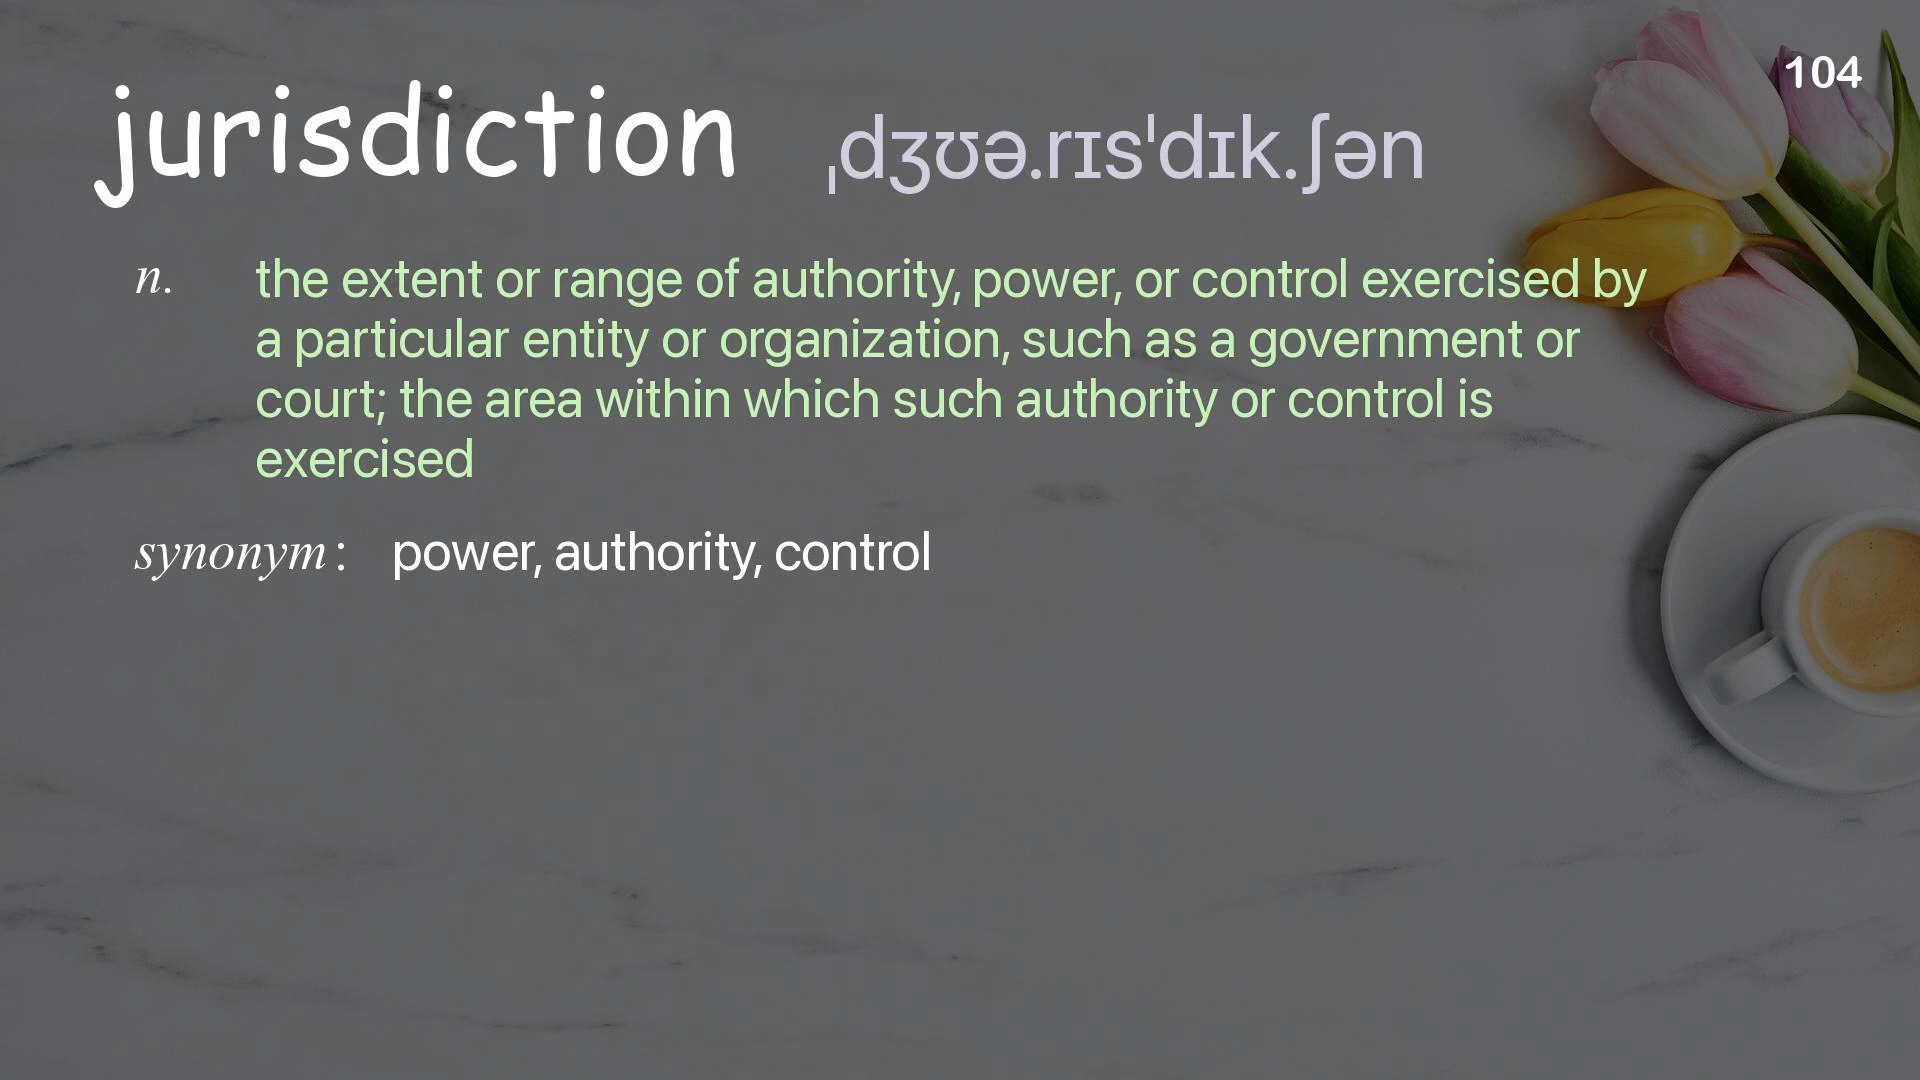 104
jurisdiction ˌdʒʊə.rɪsˈdɪk.ʃən
n. the extent or range of authority, power, or control exercised by
a particular entity or organization, such as a government or
court; the area within which such authority or control is
exercised
synonym: power, authority, control